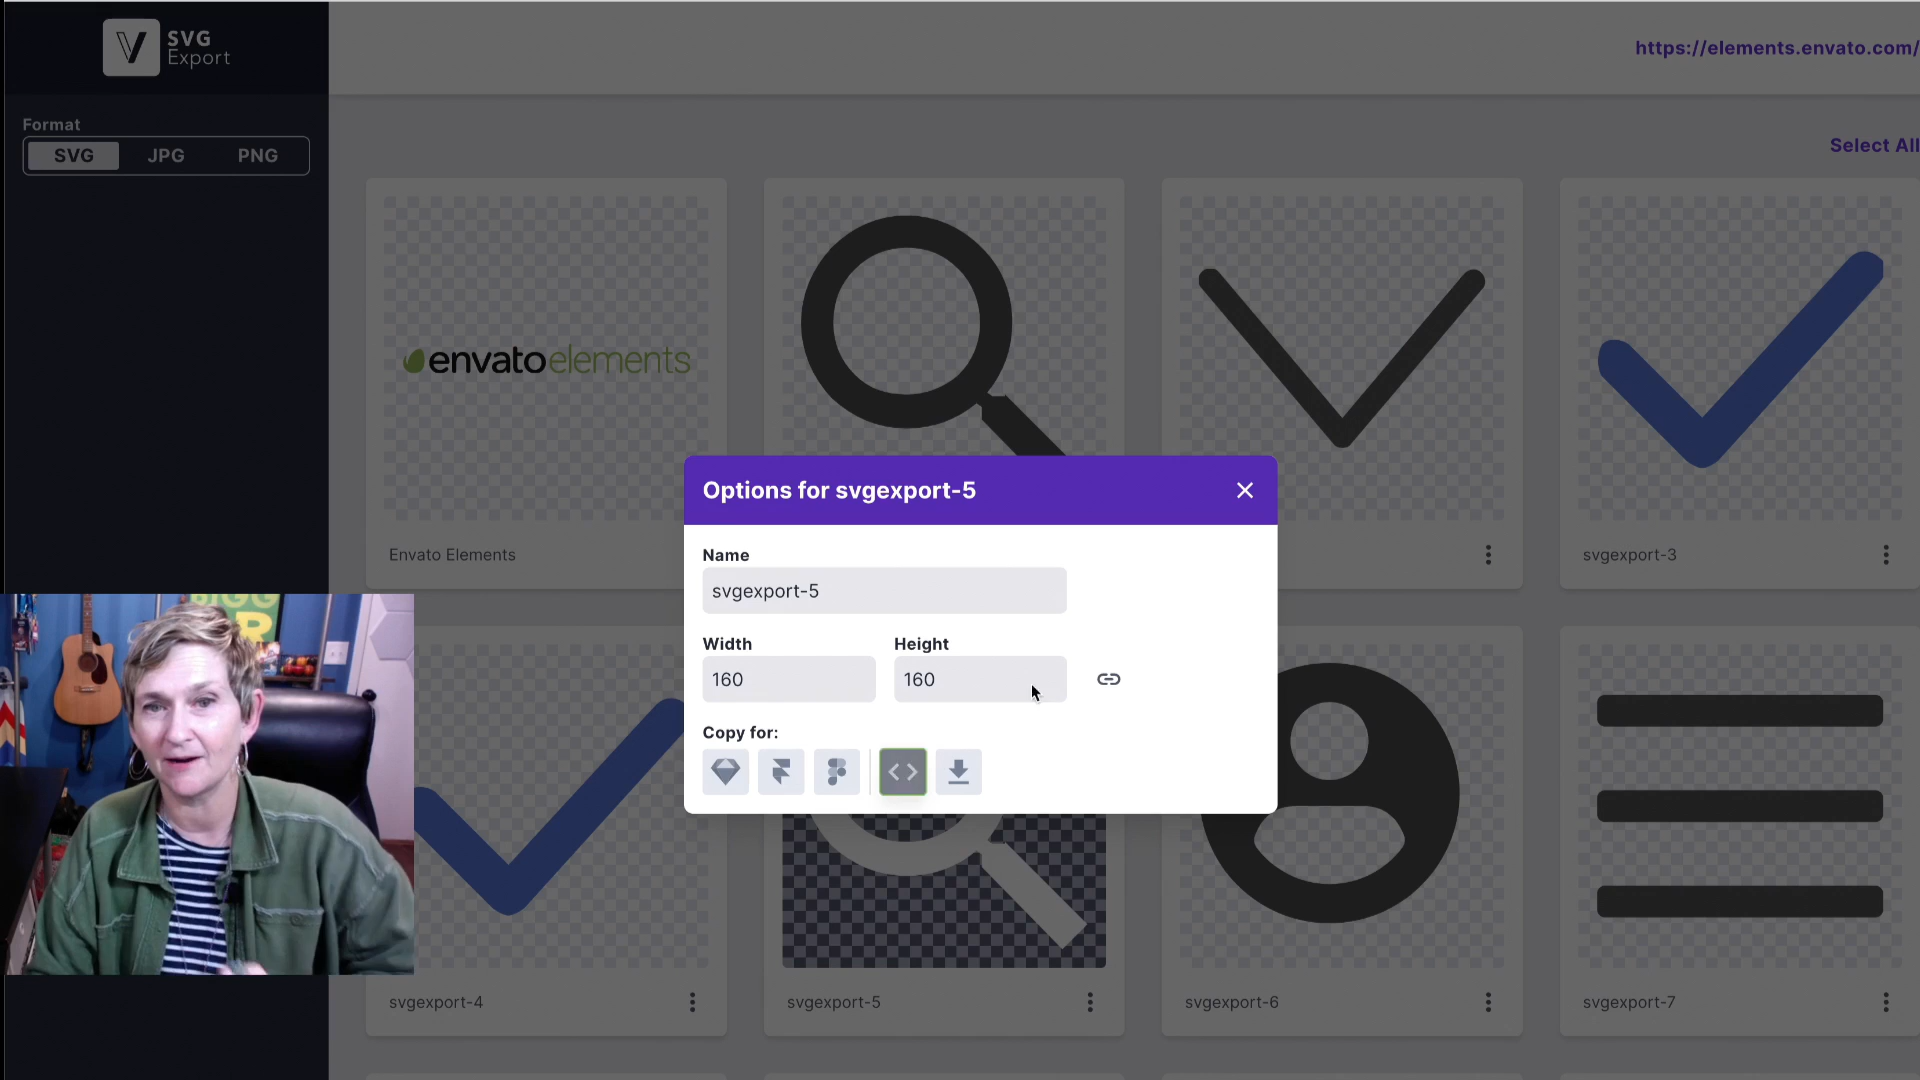 SVG
Export
https://elements.envato.com/
Format
SVG JPG PNG
Select All
envatoelements
Envato Elements
svgexport-3
Options for svgexport-5
Name
svgexport-5
Width Height
160 160
Copy for:
svgexport-4
svgexport-5
svgexport-6
svgexport-7